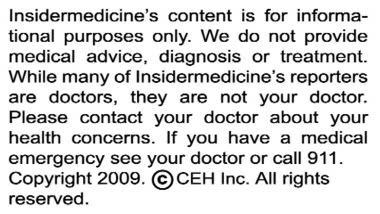 Insidermedicine's content is for informa-
tional purposes only. We do not provide
medical advice, diagnosis or treatment.
While many of Insidermedicine's reporters
are doctors, they are not your doctor.
Please contact your doctor about your
health concerns. If you have a medical
emergency see your doctor or call 911.
Copyright 2009. ©CEH Inc. All rights
reserved.